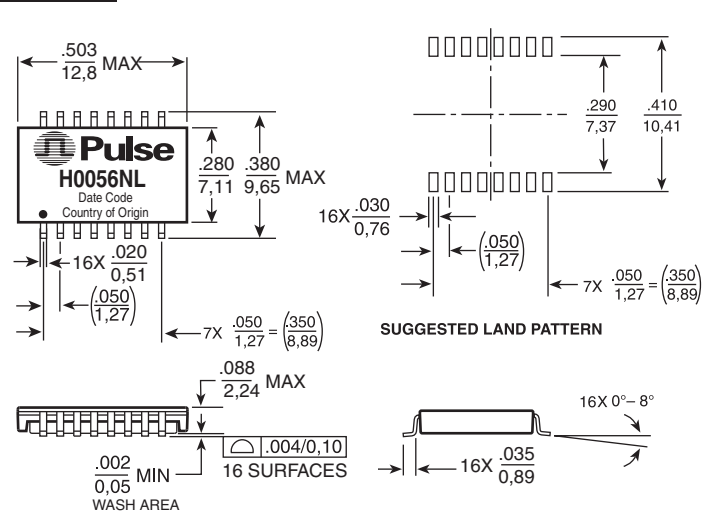 .503
12,8 MAX
Pulse
H0056NL
Date Code
Country of Origin
.280
7,11
.380
9,65 MAX
16X .020
0,51
(.050
1,27)
7X .050
1,27 = (.350
8,89)
.290
7,37
.410
10,41
16X .030
0,76
(.050
1,27)
7X .050
1,27 = (.350
8,89)
SUGGESTED LAND PATTERN
.088
2,24 MAX
.004/0,10
16 SURFACES
.002
0,05 MIN
WASH AREA
16X 0°– 8°
16X .035
0,89